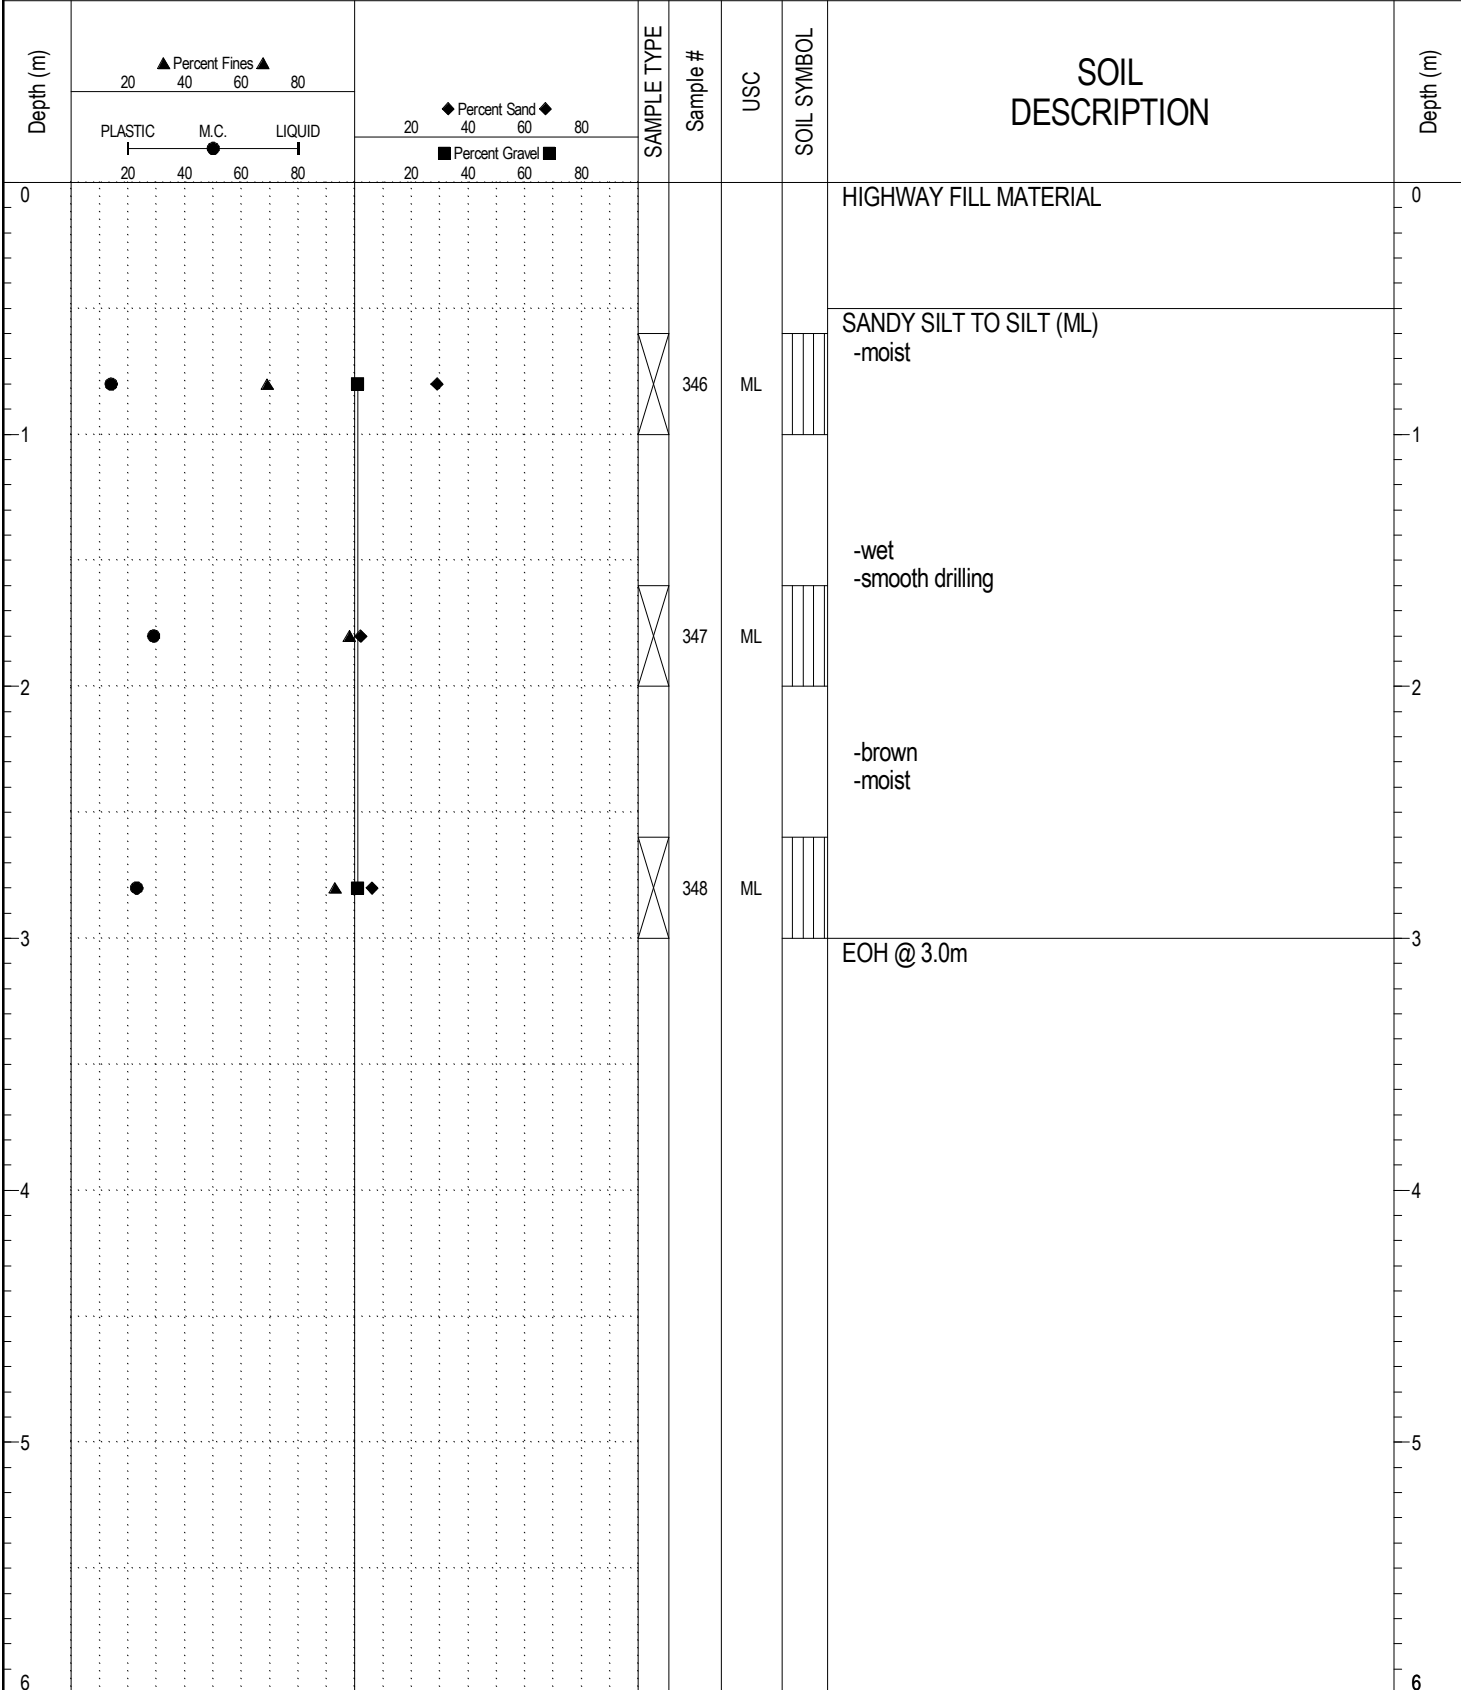 Depth (m)
▲ Percent Fines ▲
20 40 60 80
PLASTIC M.C. LIQUID
20 40 60 80
◆ Percent Sand ◆
20 40 60 80
■ Percent Gravel ■
20 40 60 80
SAMPLE TYPE
Sample #
USC
SOIL SYMBOL
SOIL
DESCRIPTION
Depth (m)
0 HIGHWAY FILL MATERIAL 0
SANDY SILT TO SILT (ML)
-moist
346 ML
1 1
-wet
-smooth drilling
347 ML
2 2
-brown
-moist
348 ML
3 3
EOH @ 3.0m
4 4
5 5
6 6